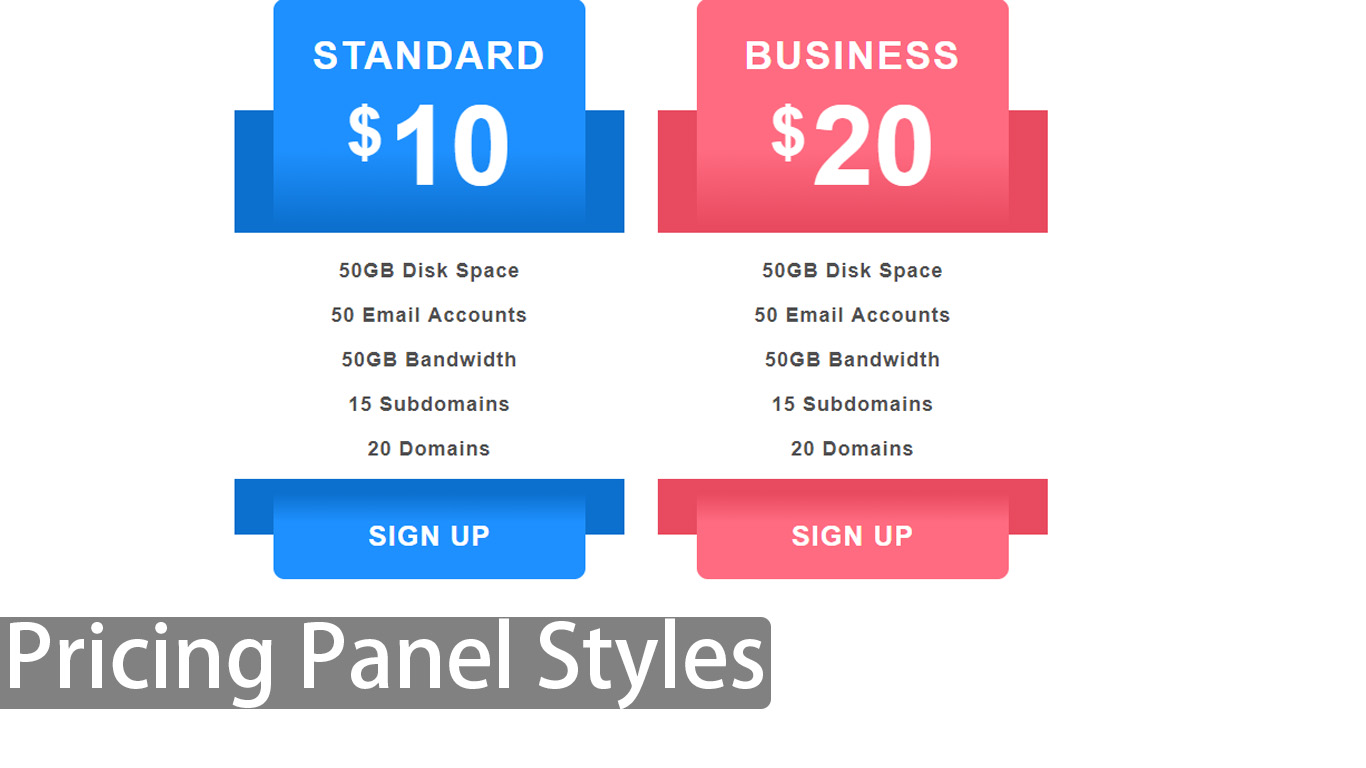 STANDARD
$10
50GB Disk Space
50 Email Accounts
50GB Bandwidth
15 Subdomains
20 Domains
SIGN UP
BUSINESS
$20
50GB Disk Space
50 Email Accounts
50GB Bandwidth
15 Subdomains
20 Domains
SIGN UP
Pricing Panel Styles